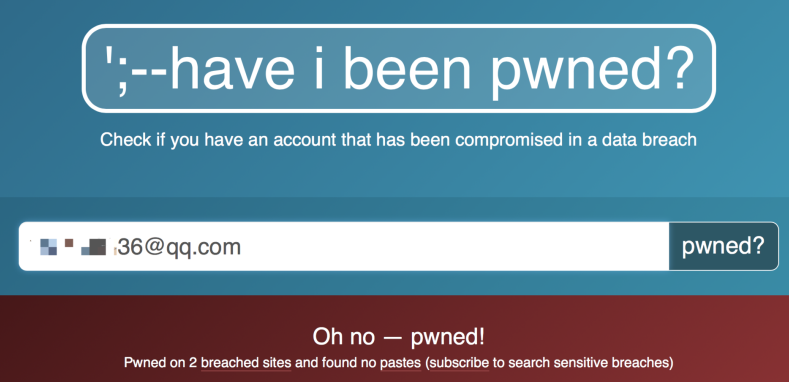 ';--have i been pwned?
Check if you have an account that has been compromised in a data breach
36@qq.com
pwned?
Oh no — pwned!
Pwned on 2 breached sites and found no pastes (subscribe to search sensitive breaches)